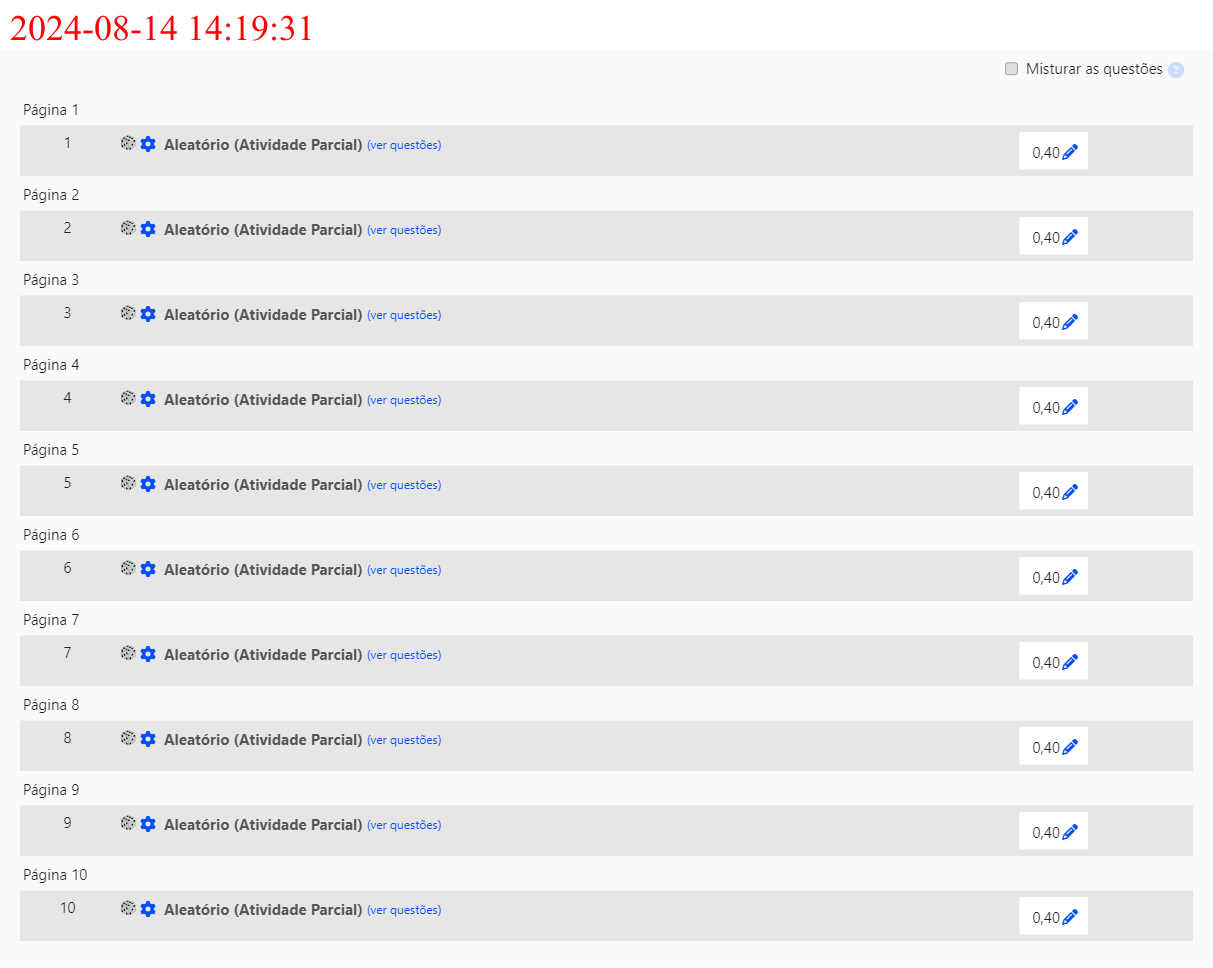 2024-08-14 14:19:31
Misturar as questões ?
Página 1
1 Aleatório (Atividade Parcial) (ver questões) 0,40
Página 2
2 Aleatório (Atividade Parcial) (ver questões) 0,40
Página 3
3 Aleatório (Atividade Parcial) (ver questões) 0,40
Página 4
4 Aleatório (Atividade Parcial) (ver questões) 0,40
Página 5
5 Aleatório (Atividade Parcial) (ver questões) 0,40
Página 6
6 Aleatório (Atividade Parcial) (ver questões) 0,40
Página 7
7 Aleatório (Atividade Parcial) (ver questões) 0,40
Página 8
8 Aleatório (Atividade Parcial) (ver questões) 0,40
Página 9
9 Aleatório (Atividade Parcial) (ver questões) 0,40
Página 10
10 Aleatório (Atividade Parcial) (ver questões) 0,40